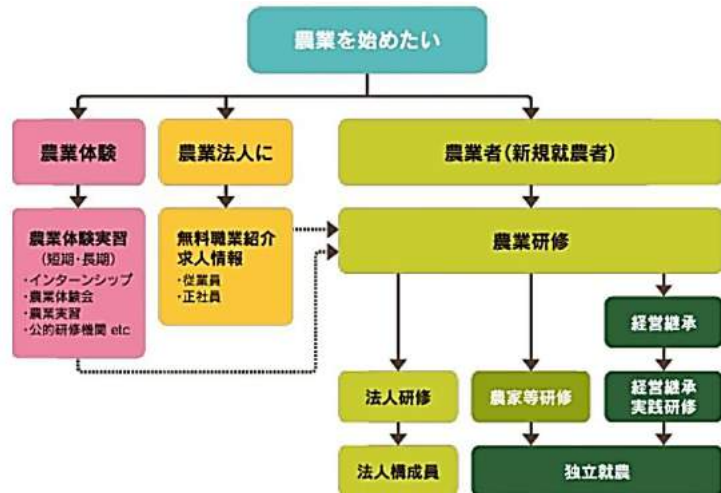 農業を始めたい
農業体験
農業法人に
農業者(新規就農者)
農業体験実習
(短期・長期)
・インターンシップ
・農業体験会
・農業実習
・公的研修機関 etc
無料職業紹介
求人情報
・従業員
・正社員
農業研修
経営継承
法人研修
農家等研修
経営継承
実践研修
法人構成員
独立就農